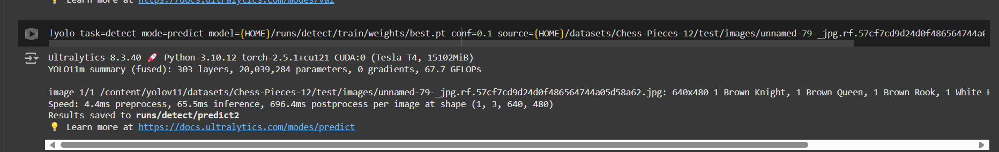 💡 Learn more at https://docs.ultralytics.com/modes/val
!yolo task=detect mode=predict model={HOME}/runs/detect/train/weights/best.pt conf=0.1 source={HOME}/datasets/Chess-Pieces-12/test/images/unnamed-79-_jpg.rf.57cf7cd9d24d0f486564744a0
Ultralytics 8.3.40 🚀 Python-3.10.12 torch-2.5.1+cu121 CUDA:0 (Tesla T4, 15102MiB)
YOLO11m summary (fused): 303 layers, 20,039,284 parameters, 0 gradients, 67.7 GFLOPs
image 1/1 /content/yolov11/datasets/Chess-Pieces-12/test/images/unnamed-79-_jpg.rf.57cf7cd9d24d0f486564744a05d58a62.jpg: 640x480 1 Brown Knight, 1 Brown Queen, 1 Brown Rook, 1 White
Speed: 4.4ms preprocess, 65.5ms inference, 696.4ms postprocess per image at shape (1, 3, 640, 480)
Results saved to runs/detect/predict2
💡 Learn more at https://docs.ultralytics.com/modes/predict